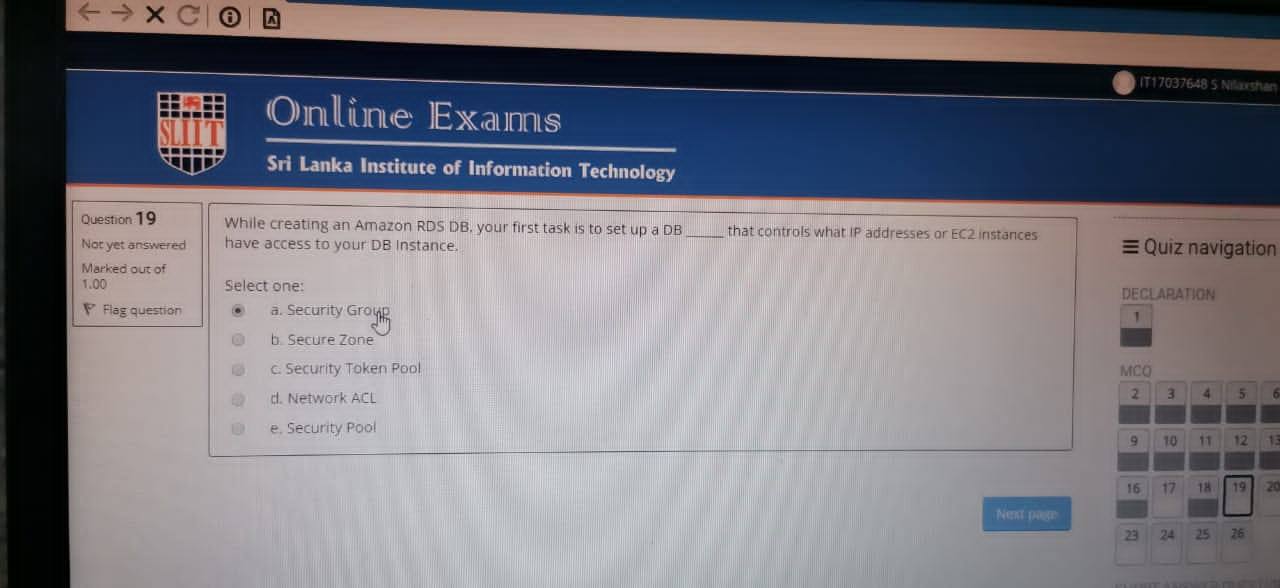 IT17037648 S Nilaxshan
SLIIT
Online Exams
Sri Lanka Institute of Information Technology
Question 19
Not yet answered
Marked out of
1.00
Flag question
While creating an Amazon RDS DB, your first task is to set up a DB _____ that controls what IP addresses or EC2 instances
have access to your DB Instance.
Select one:
a. Security Group
b. Secure Zone
c. Security Token Pool
d. Network ACL
e. Security Pool
Next page
Quiz navigation
DECLARATION
1
MCQ
2 3 4 5 6
9 10 11 12 13
16 17 18 19 20
23 24 25 26